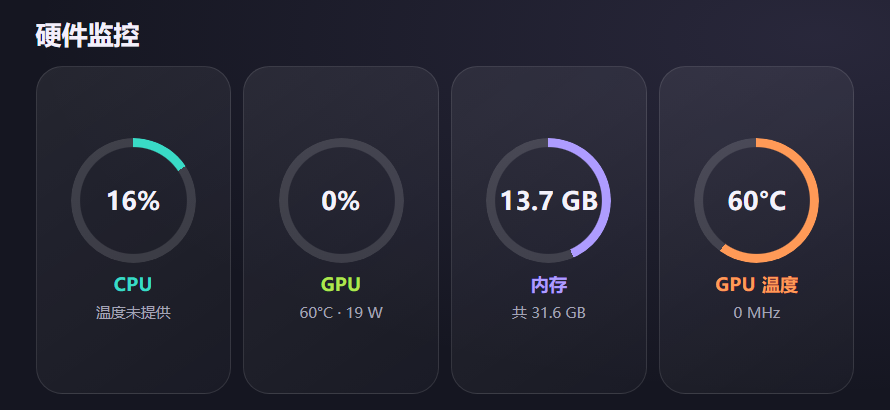 硬件监控
16%
CPU
温度未提供
0%
GPU
60°C · 19 W
13.7 GB
内存
共 31.6 GB
60°C
GPU 温度
0 MHz